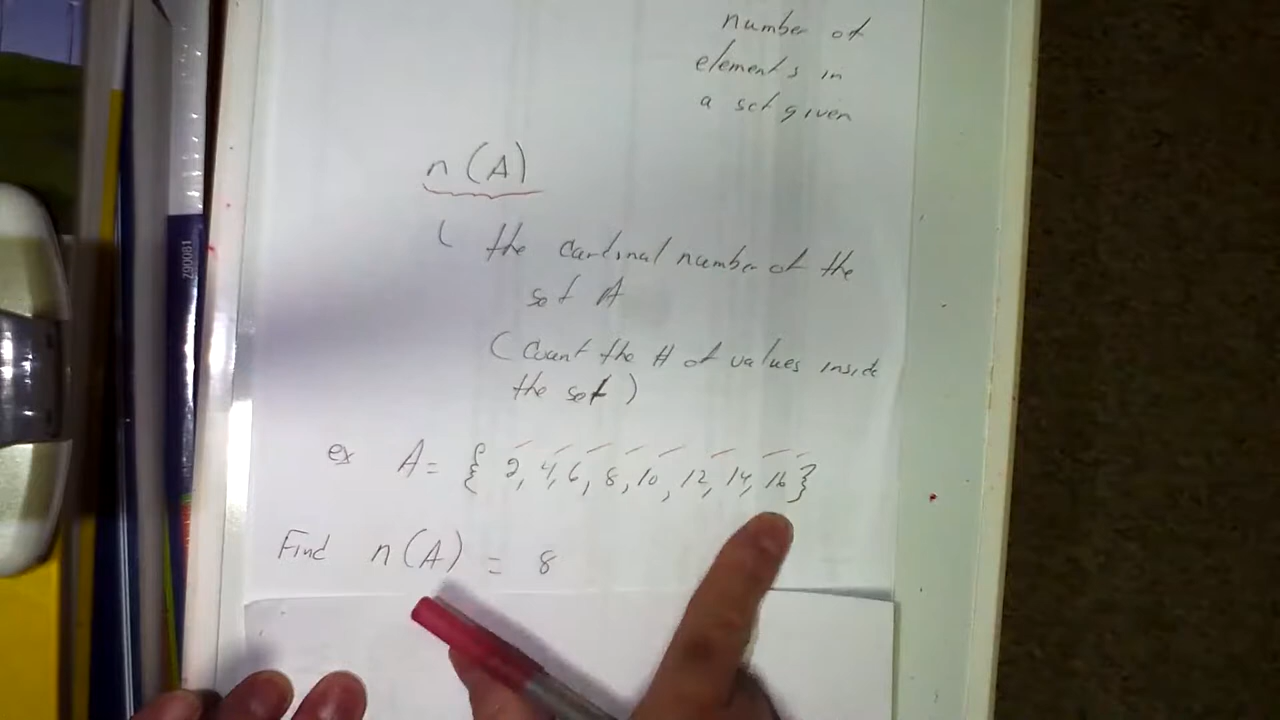 number of
elements in
a set given
n(A)
the cardinal number of the
set A
(count the # of values inside
the set)
ex A = { 2, 4, 6, 8, 10, 12, 14, 16 }
Find n(A) = 8
Z90081